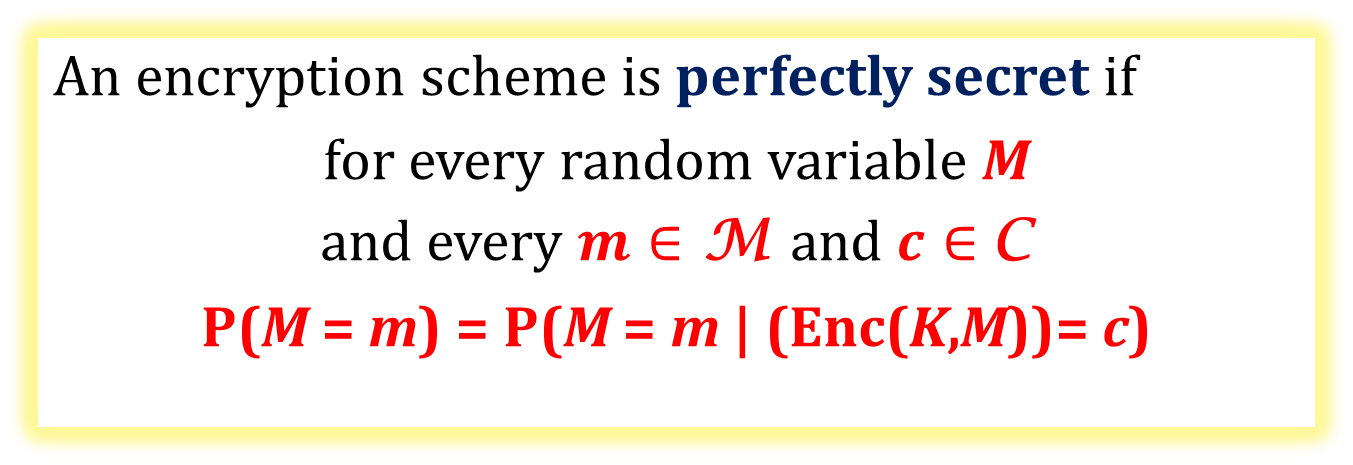 An encryption scheme is perfectly secret if
for every random variable M
and every m ∈ ℳ and c ∈ C
P(M = m) = P(M = m | (Enc(K,M))= c)